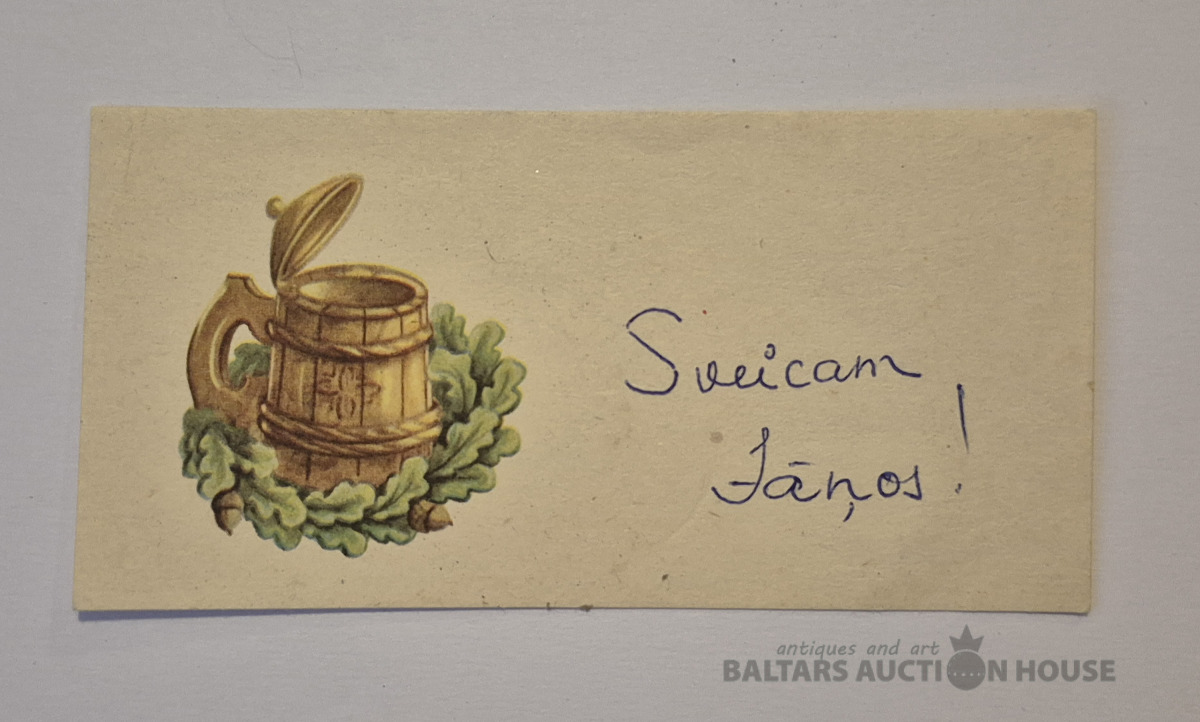 Sveicam
Jāņos!
antiques and art
BALTARS AUCTION HOUSE